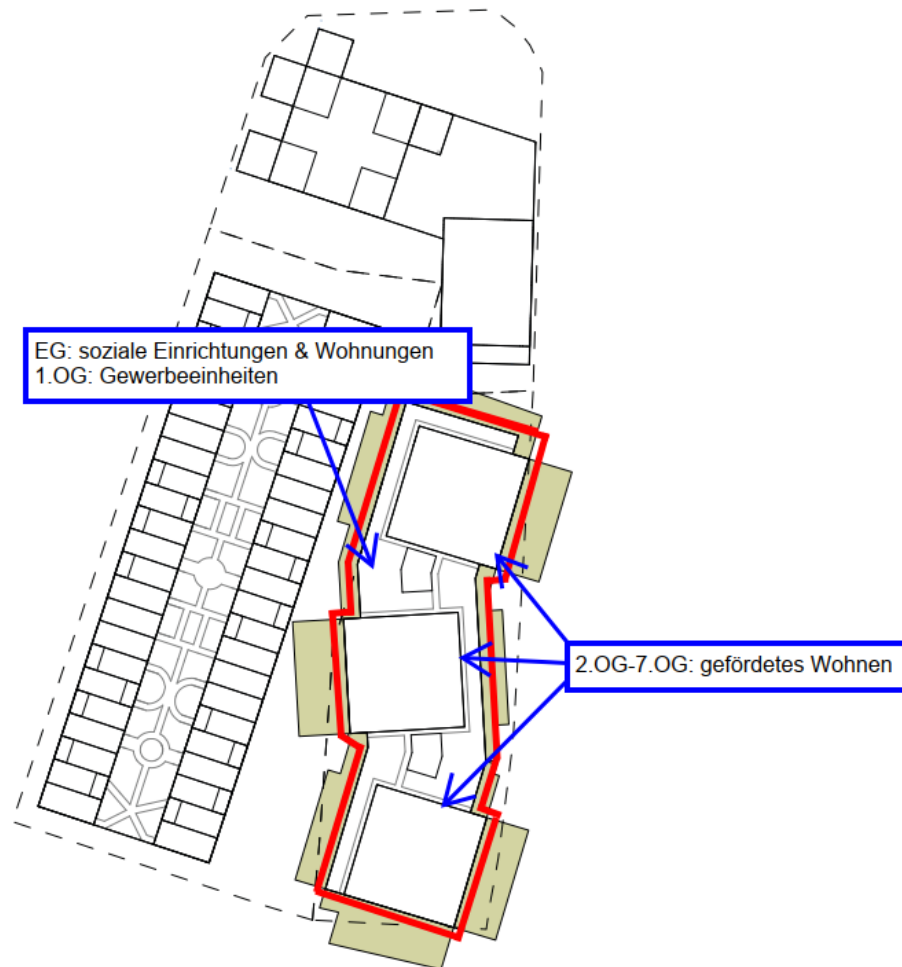 EG: soziale Einrichtungen & Wohnungen
1.OG: Gewerbeeinheiten
2.OG-7.OG: gefördetes Wohnen